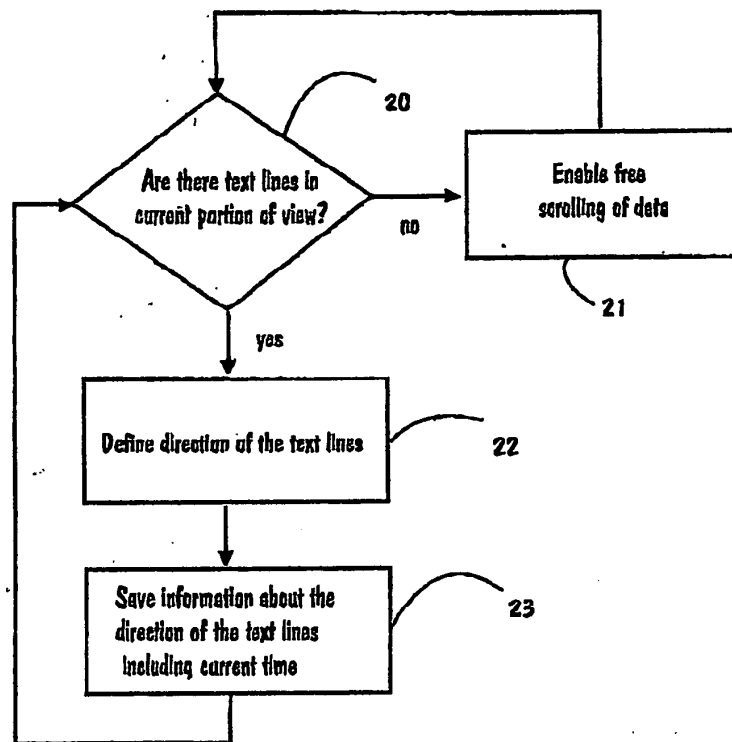 20
Are there text lines in
current portion of view?
no
Enable free
scrolling of data
21
yes
Define direction of the text lines
22
Save information about the
direction of the text lines
including current time
23